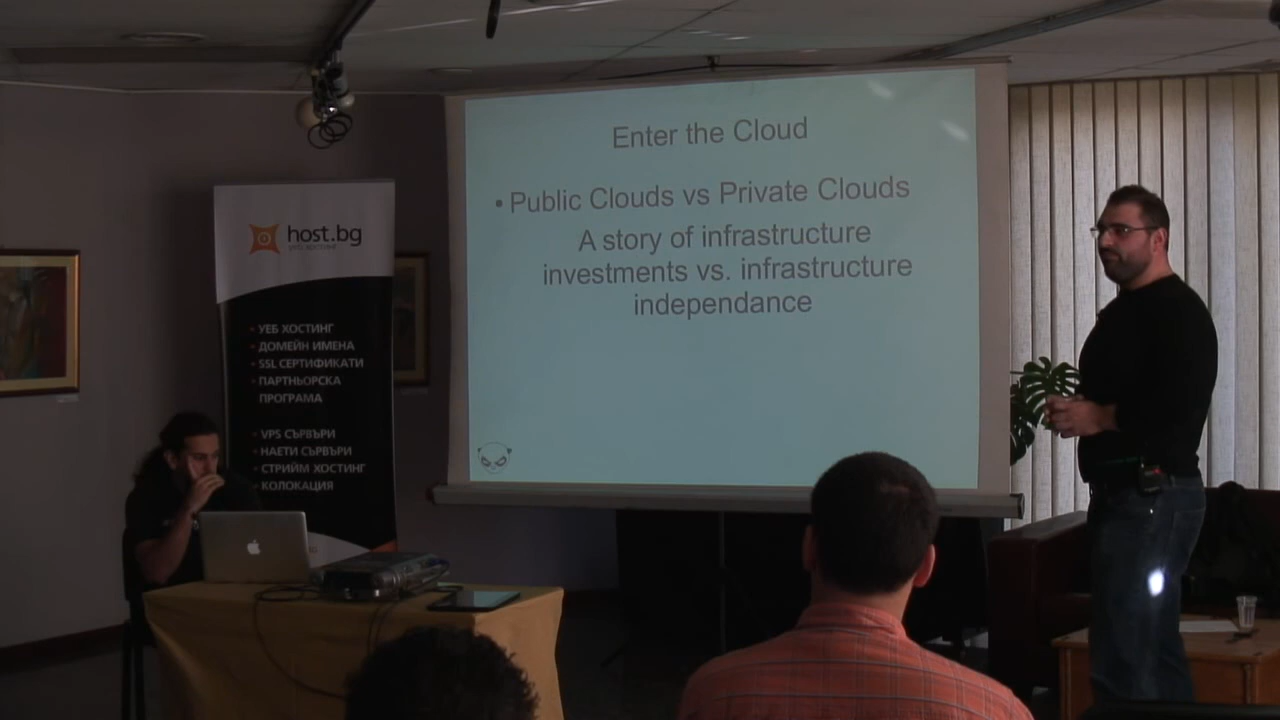 Enter the Cloud
• Public Clouds vs Private Clouds
A story of infrastructure
investments vs. infrastructure
independance
host.bg
• УЕБ ХОСТИНГ
• ДОМЕЙН ИМЕНА
• SSL СЕРТИФИКАТИ
• ПАРТНЬОРСКА
ПРОГРАМА
• VPS СЪРВЪРИ
• НАЕТИ СЪРВЪРИ
• СТРИЙМ ХОСТИНГ
• КОЛОКАЦИЯ